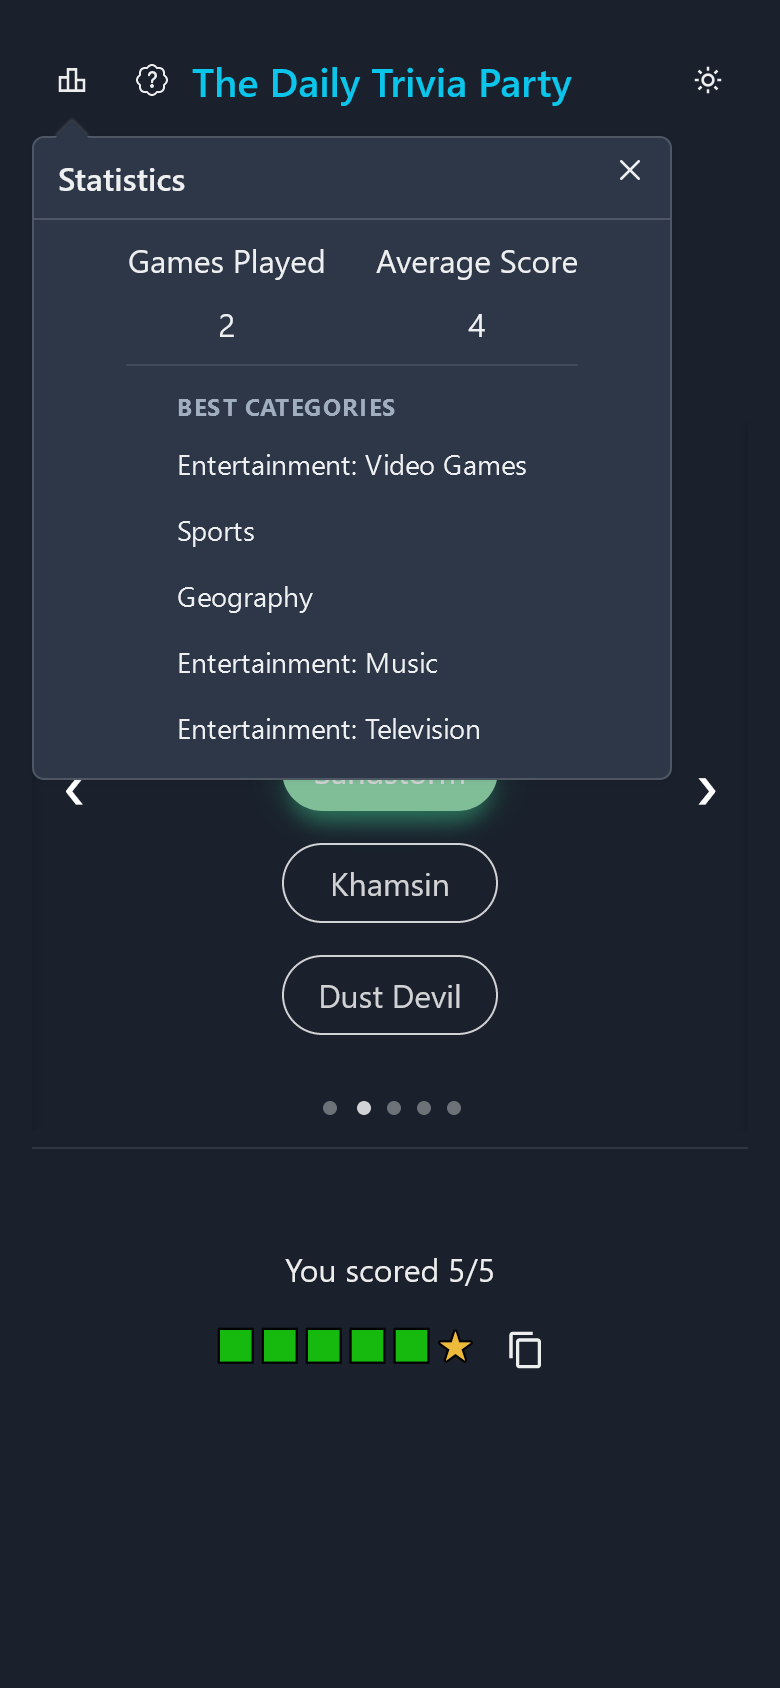 The Daily Trivia Party
Statistics
Games Played Average Score
2 4
BEST CATEGORIES
Entertainment: Video Games
Sports
Geography
Entertainment: Music
Entertainment: Television
Sandstorm
Khamsin
Dust Devil
You scored 5/5